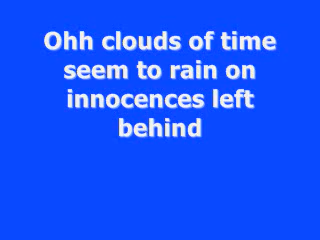 Ohh clouds of time
seem to rain on
innocences left
behind